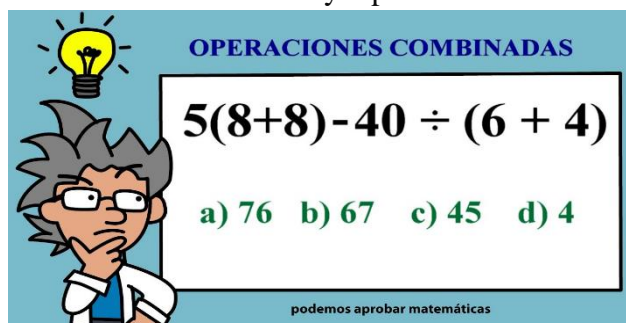 y
OPERACIONES COMBINADAS
5(8+8)-40 ÷ (6 + 4)
a) 76 b) 67 c) 45 d) 4
podemos aprobar matemáticas